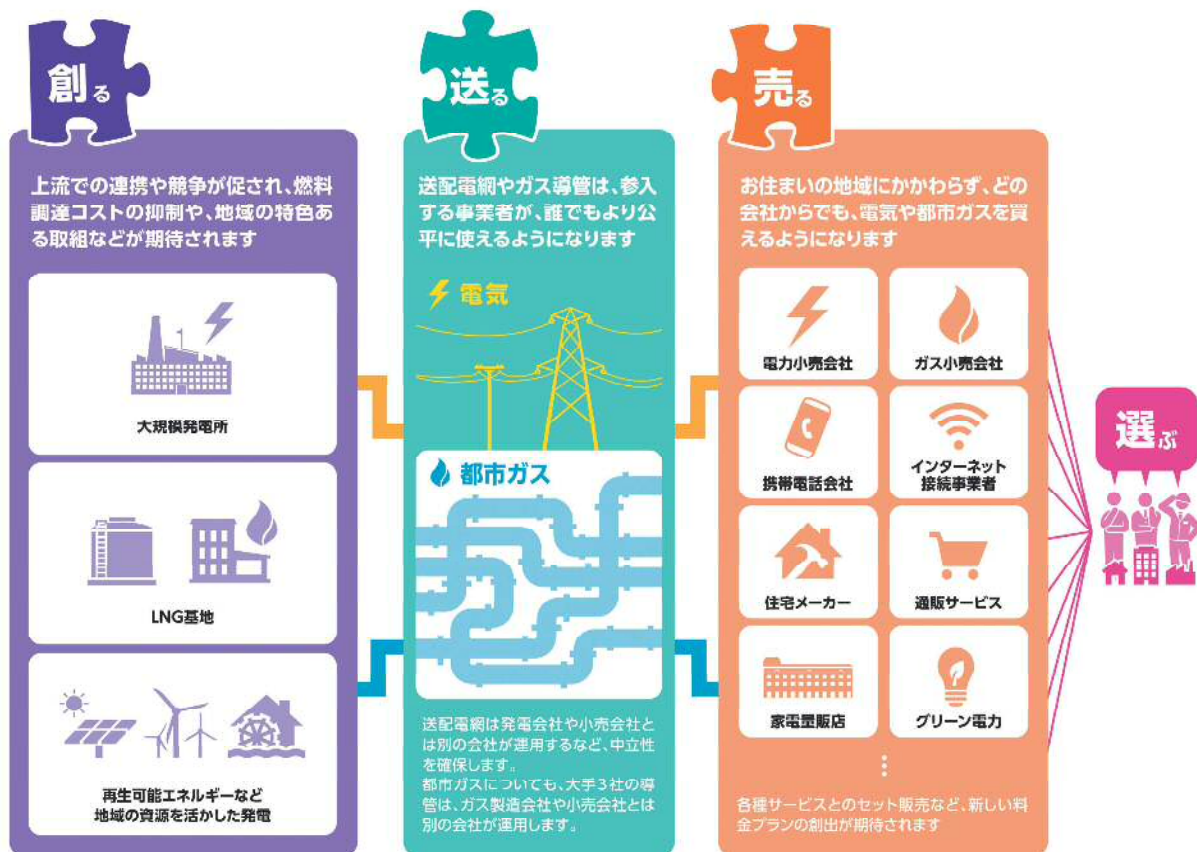 創る
上流での連携や競争が促され、燃料
調達コストの抑制や、地域の特色あ
る取組などが期待されます
大規模発電所
LNG基地
再生可能エネルギーなど
地域の資源を活かした発電
送る
送配電網やガス導管は、参入
する事業者が、誰でもより公
平に使えるようになります
電気
都市ガス
送配電網は発電会社や小売会社と
は別の会社が運用するなど、中立性
を確保します。
都市ガスについても、大手3社の導
管は、ガス製造会社や小売会社とは
別の会社が運用します。
売る
お住まいの地域にかかわらず、どの
会社からでも、電気や都市ガスを買
えるようになります
電力小売会社
ガス小売会社
携帯電話会社
インターネット
接続事業者
住宅メーカー
通販サービス
家電量販店
グリーン電力
各種サービスとのセット販売など、新しい料
金プランの創出が期待されます
選ぶ